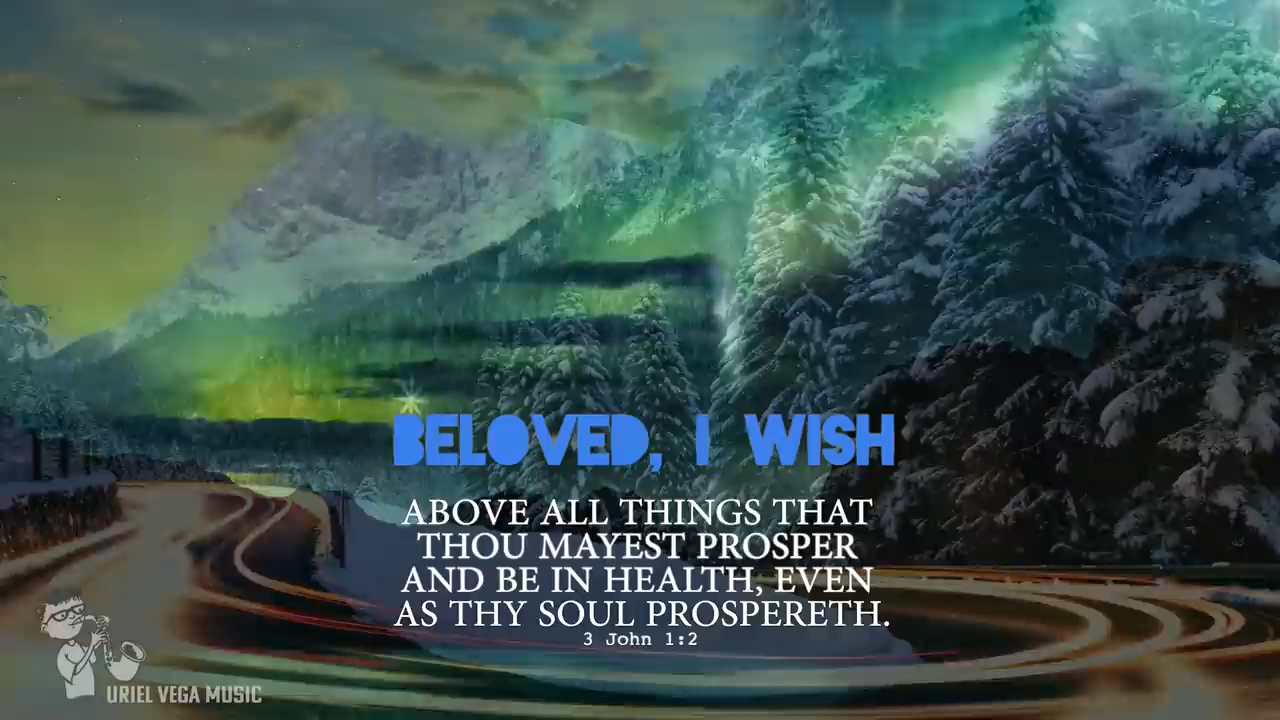 BELOVED, I WISH
ABOVE ALL THINGS THAT
THOU MAYEST PROSPER
AND BE IN HEALTH, EVEN
AS THY SOUL PROSPERETH.
3 John 1:2
URIEL VEGA MUSIC